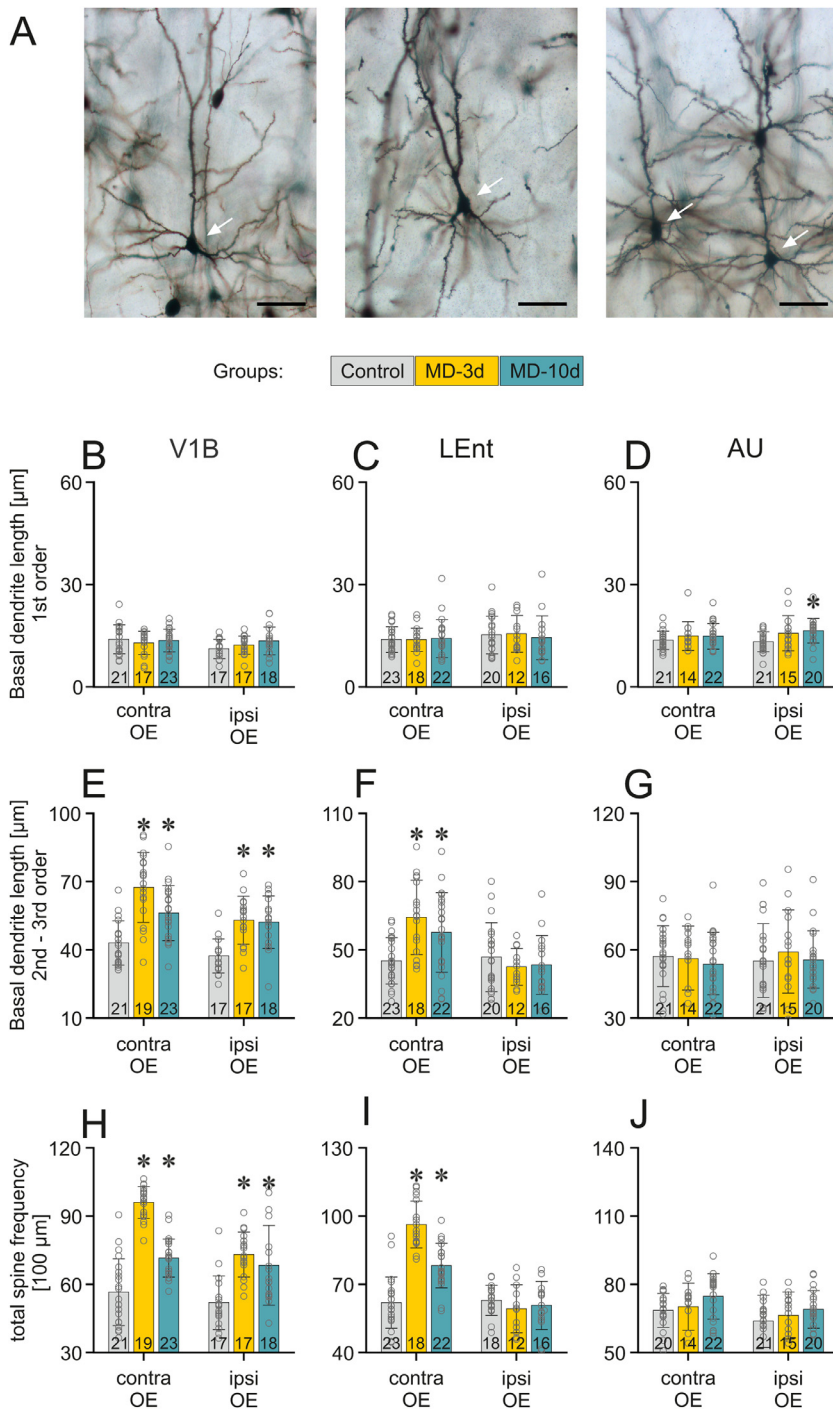 A
Groups: Control MD-3d MD-10d
B V1B C LEnt D AU
Basal dendrite length [µm]
1st order
60
30
0
21 17 23 17 17 18
contra
OE
ipsi
OE
60
30
0
23 18 22 20 12 16
contra
OE
ipsi
OE
60
30
0
*
21 14 22 21 15 20
contra
OE
ipsi
OE
E F G
Basal dendrite length [µm]
2nd - 3rd order
100
70
40
10
* * * *
21 19 23 17 17 18
contra
OE
ipsi
OE
110
80
50
20
* *
23 18 22 20 12 16
contra
OE
ipsi
OE
120
90
60
30
21 14 22 21 15 20
contra
OE
ipsi
OE
H I J
total spine frequency
[100 µm]
120
90
60
30
* * * *
21 19 23 17 17 18
contra
OE
ipsi
OE
130
100
70
40
* *
23 18 22 18 12 16
contra
OE
ipsi
OE
140
110
80
50
20 14 22 21 15 20
contra
OE
ipsi
OE